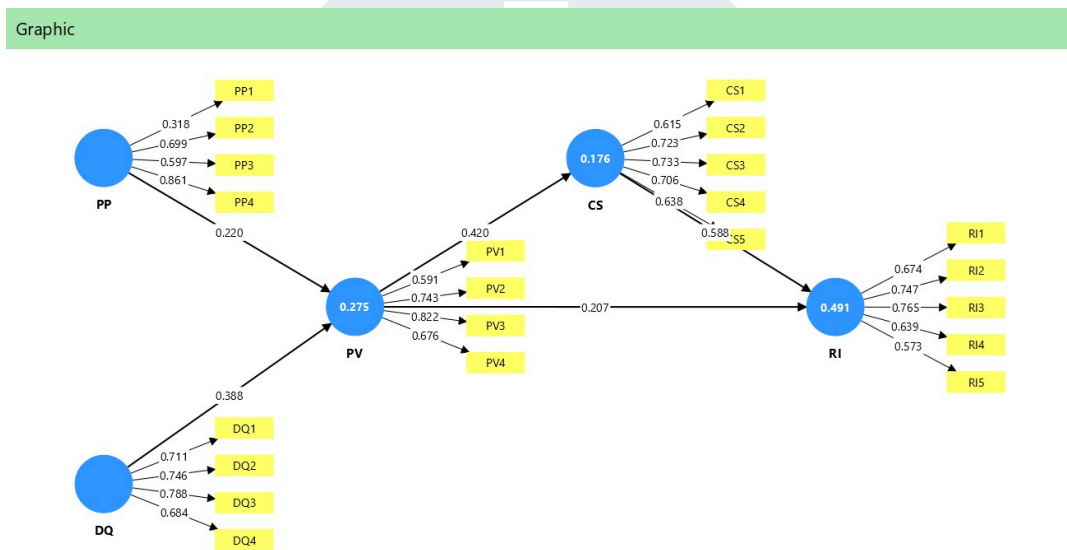 Graphic
PP1
0.318
PP2
0.699
PP3
0.597
PP4
0.861
PP
0.220
CS1
0.615
CS2
0.723
0.176
CS3
0.733
CS4
0.706
0.638
CS
CS5
0.588
0.420
PV1
0.591
PV2
0.743
0.275
PV3
0.822
PV4
0.676
PV
0.207
RI1
0.674
RI2
0.747
0.491
RI3
0.765
RI4
0.639
RI5
0.573
RI
0.388
DQ1
0.711
DQ2
0.746
DQ3
0.788
DQ4
0.684
DQ